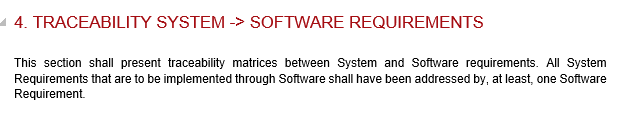 4. TRACEABILITY SYSTEM -> SOFTWARE REQUIREMENTS
This section shall present traceability matrices between System and Software requirements. All System
Requirements that are to be implemented through Software shall have been addressed by, at least, one Software
Requirement.